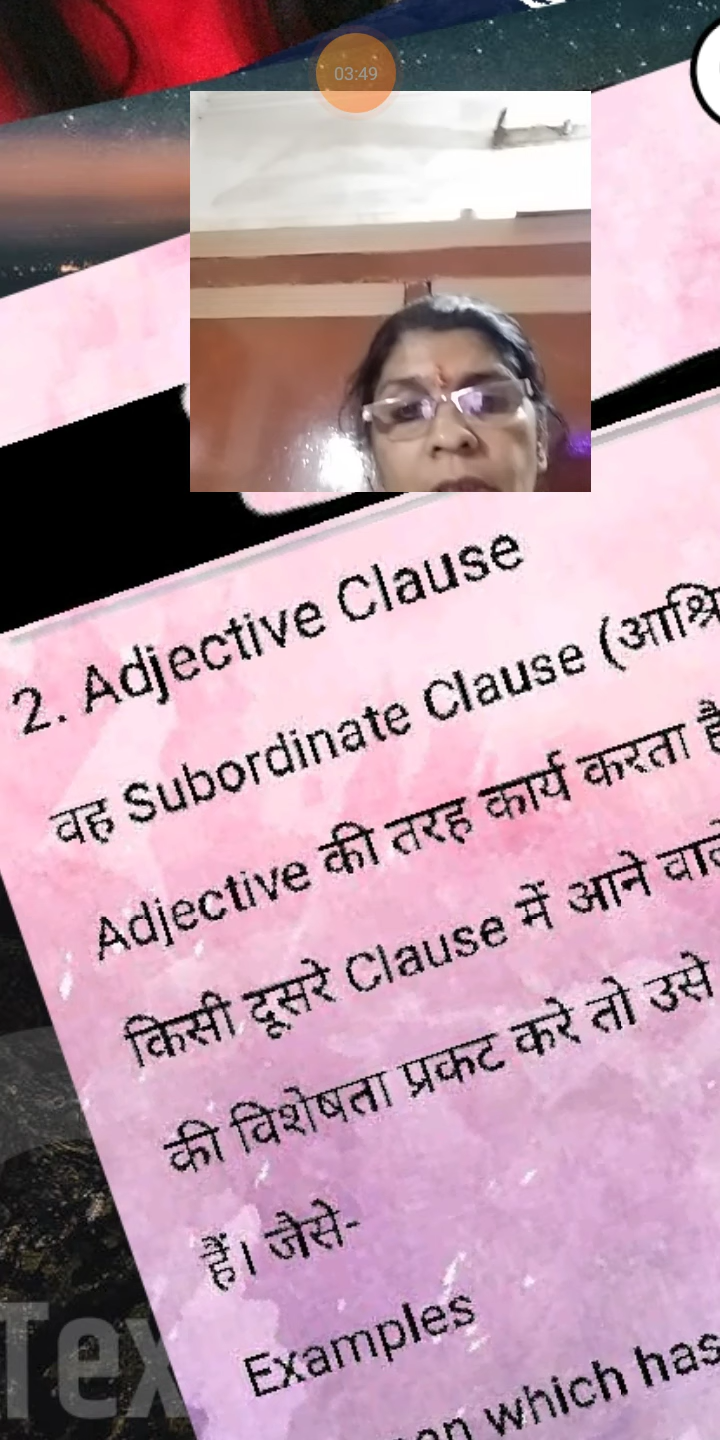 03:49
2. Adjective Clause
वह Subordinate Clause
Adjective की तरह कार्य करता
किसी दूसरे Clause में आने
की विशेषता प्रकट करे तो उसे
हैं। जैसे-
Examples
which has
Tex